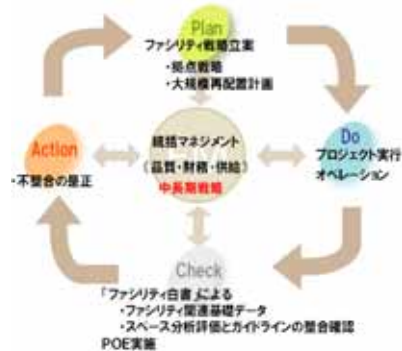 Plan
ファシリティ戦略立案
・拠点戦略
・大規模再配置計画
Action
・不整合の是正
統括マネジメント
(品質・財務・供給)
中長期戦略
Do
プロジェクト実行
オペレーション
Check
「ファシリティ白書」による
・ファシリティ関連基礎データ
・スペース分析評価とガイドラインの整合確認
POE実施